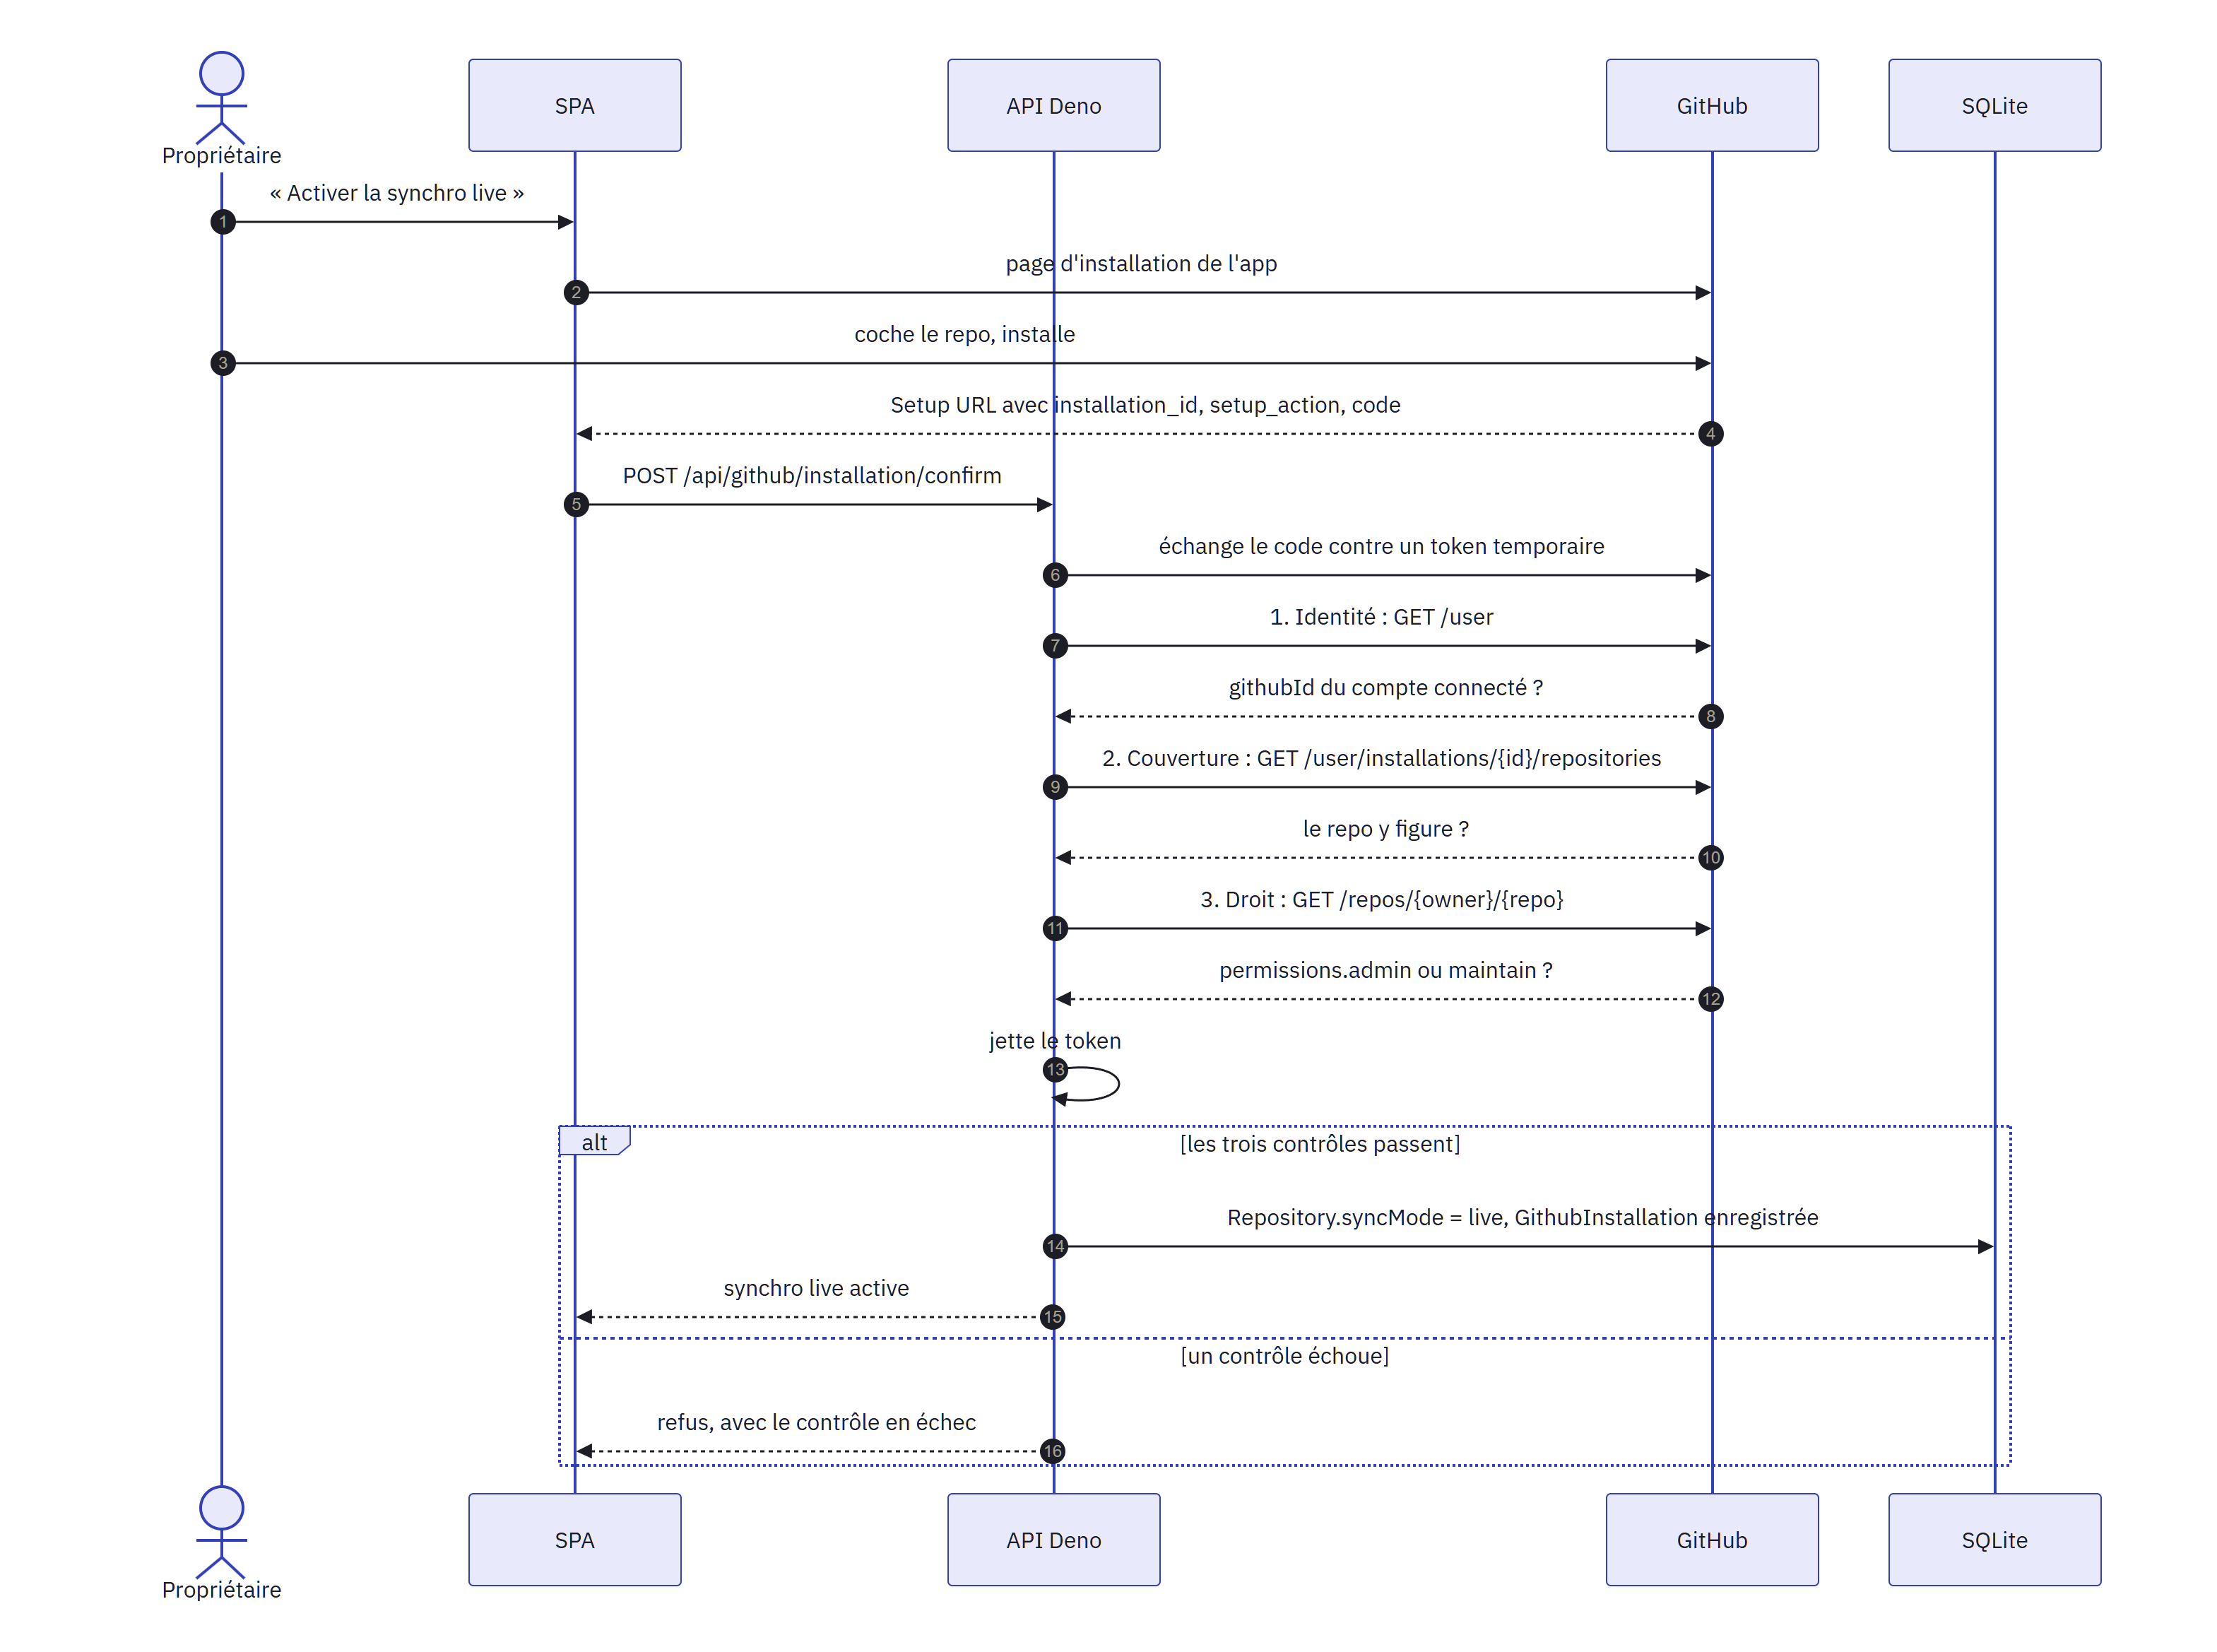 Propriétaire
SPA
API Deno
GitHub
SQLite
« Activer la synchro live »
1
page d'installation de l'app
2
coche le repo, installe
3
Setup URL avec installation_id, setup_action, code
4
POST /api/github/installation/confirm
5
échange le code contre un token temporaire
6
1. Identité : GET /user
7
githubId du compte connecté ?
8
2. Couverture : GET /user/installations/{id}/repositories
9
le repo y figure ?
10
3. Droit : GET /repos/{owner}/{repo}
11
permissions.admin ou maintain ?
12
jette le token
13
alt
[les trois contrôles passent]
Repository.syncMode = live, GithubInstallation enregistrée
14
synchro live active
15
[un contrôle échoue]
refus, avec le contrôle en échec
16
Propriétaire
SPA
API Deno
GitHub
SQLite